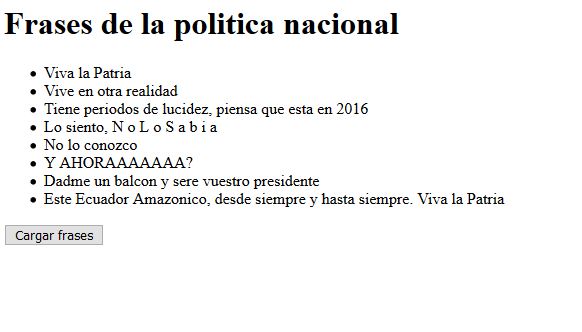 Frases de la politica nacional
Viva la Patria
Vive en otra realidad
Tiene periodos de lucidez, piensa que esta en 2016
Lo siento, N o L o S a b i a
No lo conozco
Y AHORAAAAAAA?
Dadme un balcon y sere vuestro presidente
Este Ecuador Amazonico, desde siempre y hasta siempre. Viva la Patria
Cargar frases